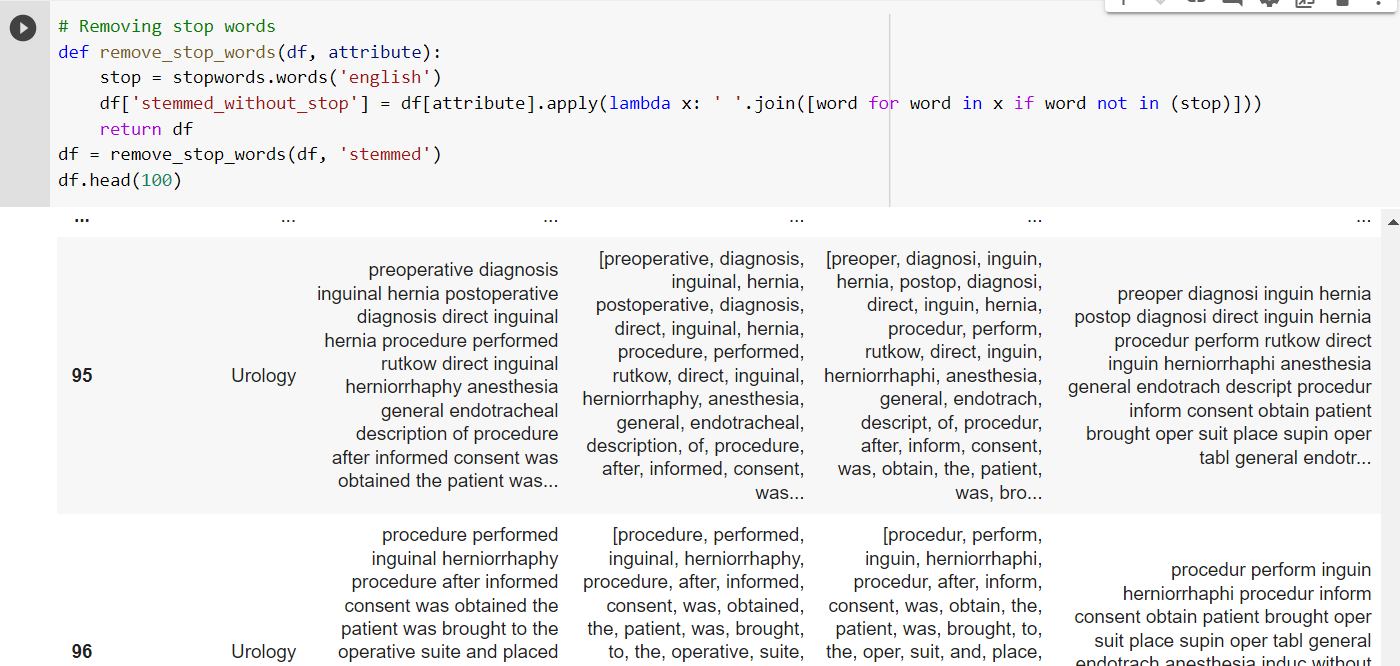 # Removing stop words
def remove_stop_words(df, attribute):
    stop = stopwords.words('english')
    df['stemmed_without_stop'] = df[attribute].apply(lambda x: ' '.join([word for word in x if word not in (stop)]))
    return df
df = remove_stop_words(df, 'stemmed')
df.head(100)
... ... ... ... ... ...
95
Urology
preoperative diagnosis
inguinal hernia postoperative
diagnosis direct inguinal
hernia procedure performed
rutkow direct inguinal
herniorrhaphy anesthesia
general endotracheal
description of procedure
after informed consent was
obtained the patient was...
[preoperative, diagnosis,
inguinal, hernia,
postoperative, diagnosis,
direct, inguinal, hernia,
procedure, performed,
rutkow, direct, inguinal,
herniorrhaphy, anesthesia,
general, endotracheal,
description, of, procedure,
after, informed, consent,
was...
[preoper, diagnosi, inguin,
hernia, postop, diagnosi,
direct, inguin, hernia,
procedur, perform,
rutkow, direct, inguin,
herniorrhaphi, anesthesia,
general, endotrach,
descript, of, procedur,
after, inform, consent,
was, obtain, the, patient,
was, bro...
preoper diagnosi inguin hernia
postop diagnosi direct inguin hernia
procedur perform rutkow direct
inguin herniorrhaphi anesthesia
general endotrach descript procedur
inform consent obtain patient
brought oper suit place supin oper
tabl general endotr...
96
Urology
procedure performed
inguinal herniorrhaphy
procedure after informed
consent was obtained the
patient was brought to the
operative suite and placed
[procedure, performed,
inguinal, herniorrhaphy,
procedure, after, informed,
consent, was, obtained,
the, patient, was, brought,
to, the, operative, suite,
[procedur, perform,
inguin, herniorrhaphi,
procedur, after, inform,
consent, was, obtain, the,
patient, was, brought, to,
the, oper, suit, and, place,
procedur perform inguin
herniorrhaphi procedur inform
consent obtain patient brought oper
suit place supin oper tabl general
endotrach anesthesia induc without